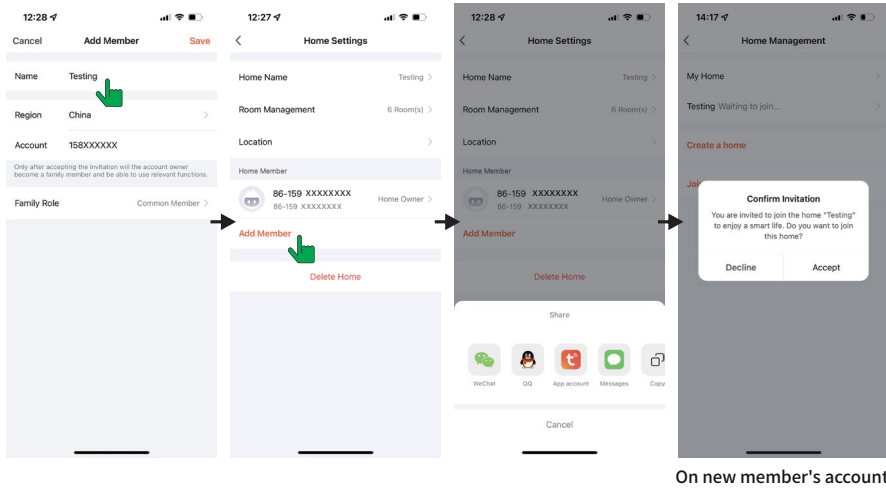 12:28
Cancel Add Member Save
Name Testing
Region China
Account 158XXXXXX
Only after accepting the invitation will the account owner
become a family member and be able to use relevant functions.
Family Role Common Member
12:27
Home Settings
Home Name Testing
Room Management 6 Room(s)
Location
Home Member
86-159 XXXXXXXX
86-159 XXXXXXXX
Home Owner
Add Member
Delete Home
12:28
Home Settings
Home Name Testing
Room Management 6 Room(s)
Location
Home Member
86-159 XXXXXXXX
86-159 XXXXXXXX
Home Owner
Add Member
Delete Home
Share
WeChat QQ App account Messages Copy
Cancel
14:17
Home Management
My Home
Testing Waiting to join...
Create a home
Joi
Confirm Invitation
You are invited to join the home "Testing"
to enjoy a smart life. Do you want to join
this home?
Decline Accept
On new member's account